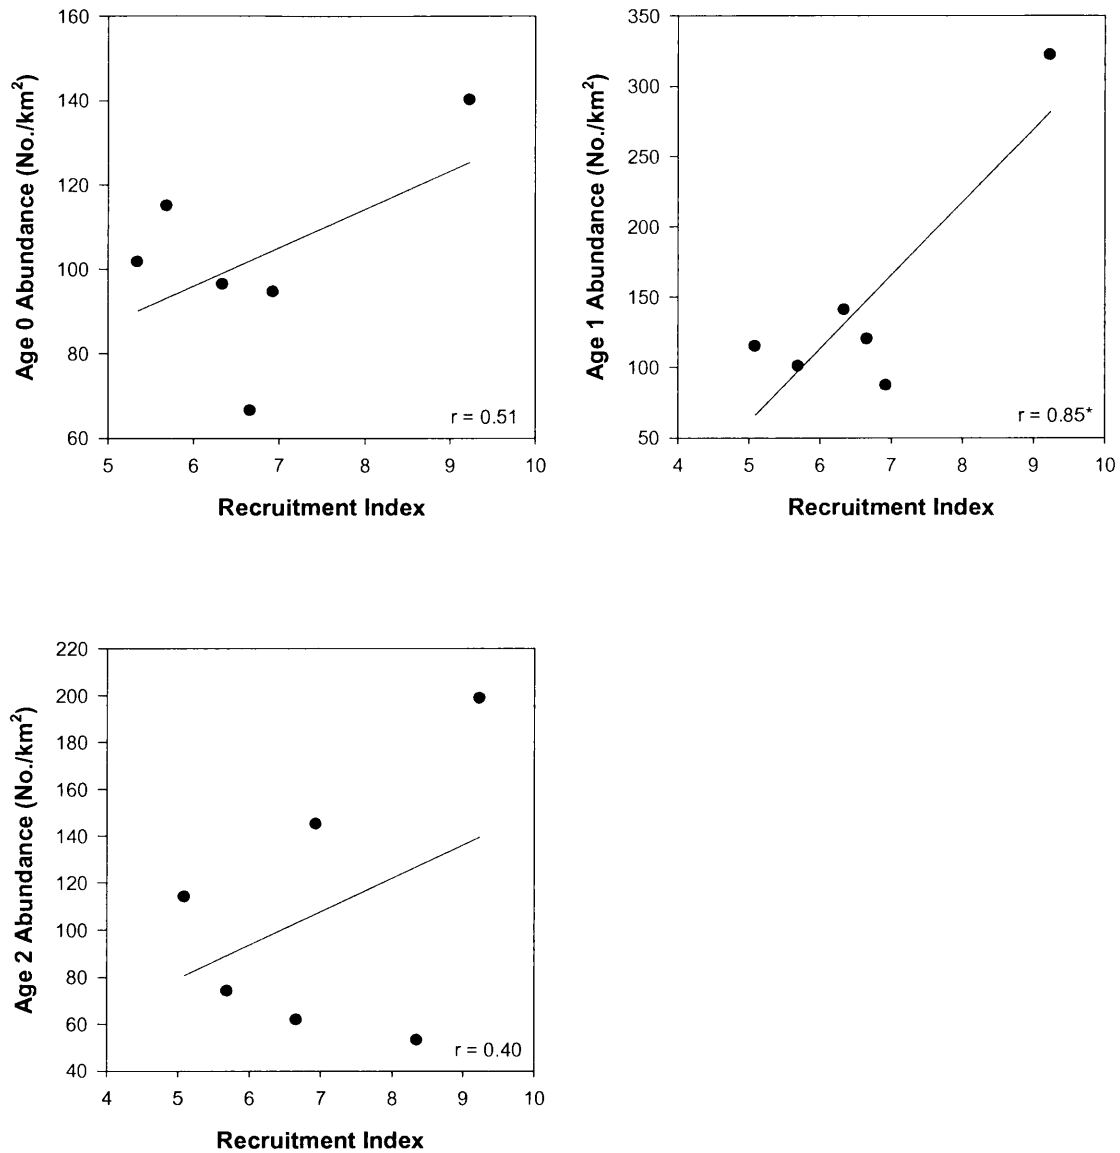 160
140
120
100
80
60
Age 0 Abundance (No./km²)
r = 0.51
5 6 7 8 9 10
Recruitment Index
350
300
250
200
150
100
50
Age 1 Abundance (No./km²)
r = 0.85*
4 5 6 7 8 9 10
Recruitment Index
220
200
180
160
140
120
100
80
60
40
Age 2 Abundance (No./km²)
r = 0.40
4 5 6 7 8 9 10
Recruitment Index